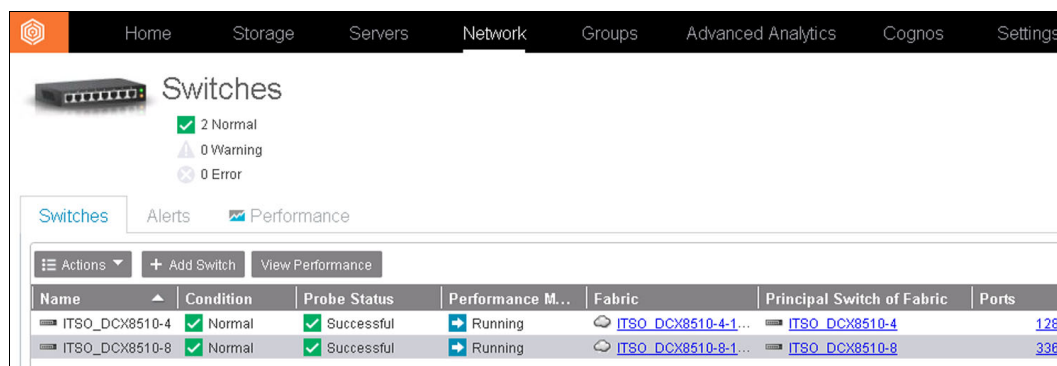 Home Storage Servers Network Groups Advanced Analytics Cognos Settings
Switches
2 Normal
0 Warning
0 Error
Switches Alerts Performance
Actions + Add Switch View Performance
Name Condition Probe Status Performance M... Fabric Principal Switch of Fabric Ports
ITSO_DCX8510-4 Normal Successful Running ITSO_DCX8510-4-1... ITSO_DCX8510-4 128
ITSO_DCX8510-8 Normal Successful Running ITSO_DCX8510-8-1... ITSO_DCX8510-8 336